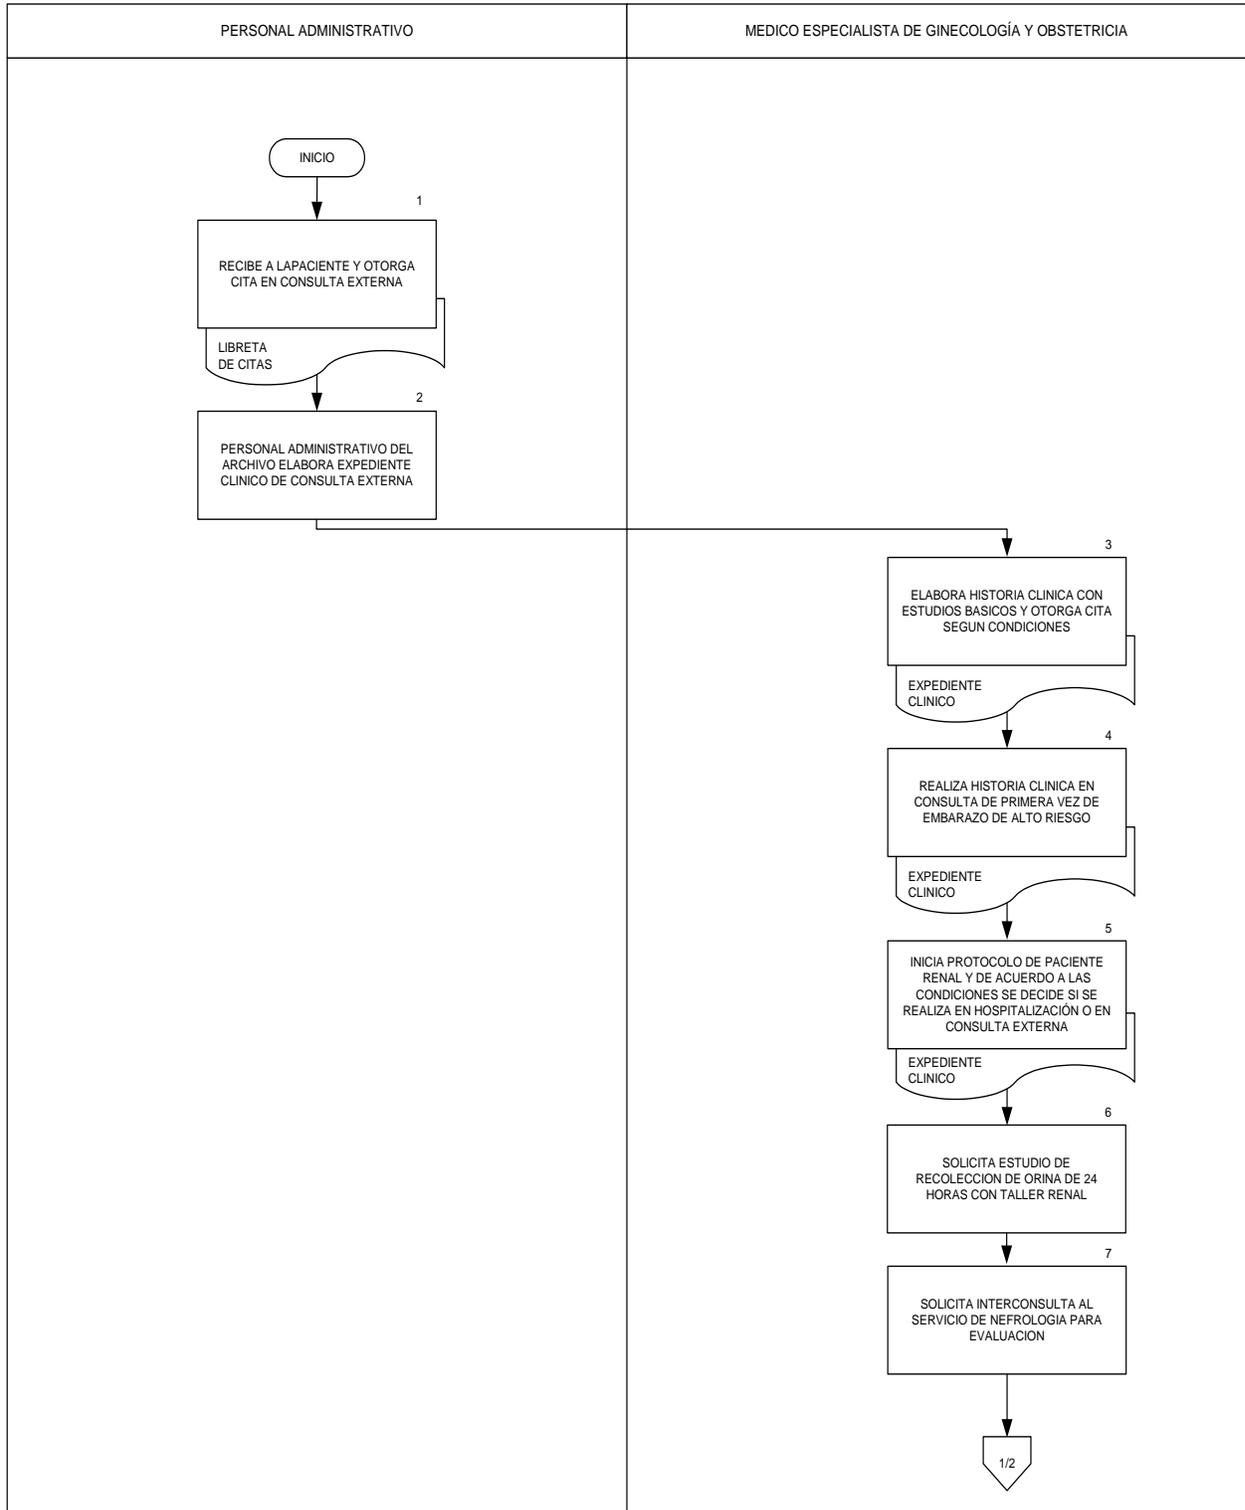 PERSONAL ADMINISTRATIVO
MEDICO ESPECIALISTA DE GINECOLOGÍA Y OBSTETRICIA
INICIO
1
RECIBE A LAPACIENTE Y OTORGA
CITA EN CONSULTA EXTERNA
LIBRETA
DE CITAS
2
PERSONAL ADMINISTRATIVO DEL
ARCHIVO ELABORA EXPEDIENTE
CLINICO DE CONSULTA EXTERNA
3
ELABORA HISTORIA CLINICA CON
ESTUDIOS BASICOS Y OTORGA CITA
SEGUN CONDICIONES
EXPEDIENTE
CLINICO
4
REALIZA HISTORIA CLINICA EN
CONSULTA DE PRIMERA VEZ DE
EMBARAZO DE ALTO RIESGO
EXPEDIENTE
CLINICO
5
INICIA PROTOCOLO DE PACIENTE
RENAL Y DE ACUERDO A LAS
CONDICIONES SE DECIDE SI SE
REALIZA EN HOSPITALIZACIÓN O EN
CONSULTA EXTERNA
EXPEDIENTE
CLINICO
6
SOLICITA ESTUDIO DE
RECOLECCION DE ORINA DE 24
HORAS CON TALLER RENAL
7
SOLICITA INTERCONSULTA AL
SERVICIO DE NEFROLOGIA PARA
EVALUACION
1/2